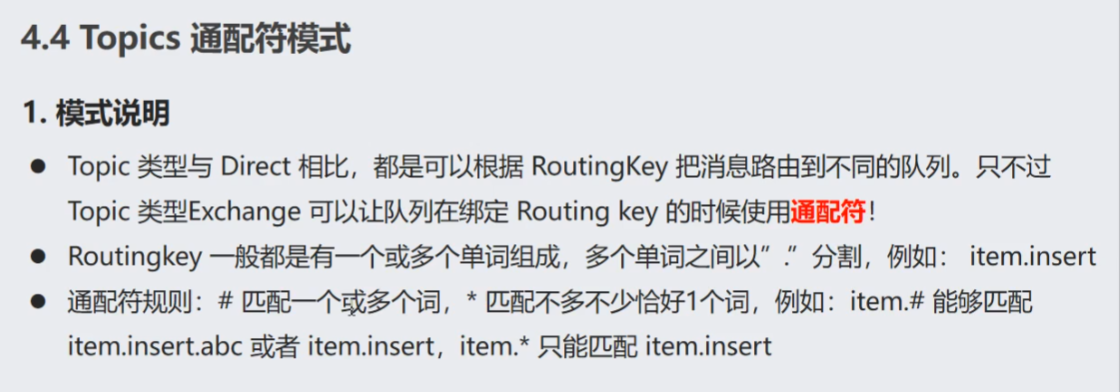 4.4 Topics 通配符模式
1. 模式说明
● Topic 类型与 Direct 相比，都是可以根据 RoutingKey 把消息路由到不同的队列。只不过
Topic 类型Exchange 可以让队列在绑定 Routing key 的时候使用通配符！
● Routingkey 一般都是有一个或多个单词组成，多个单词之间以”.”分割，例如： item.insert
● 通配符规则：# 匹配一个或多个词，* 匹配不多不少恰好1个词，例如：item.# 能够匹配
item.insert.abc 或者 item.insert，item.* 只能匹配 item.insert